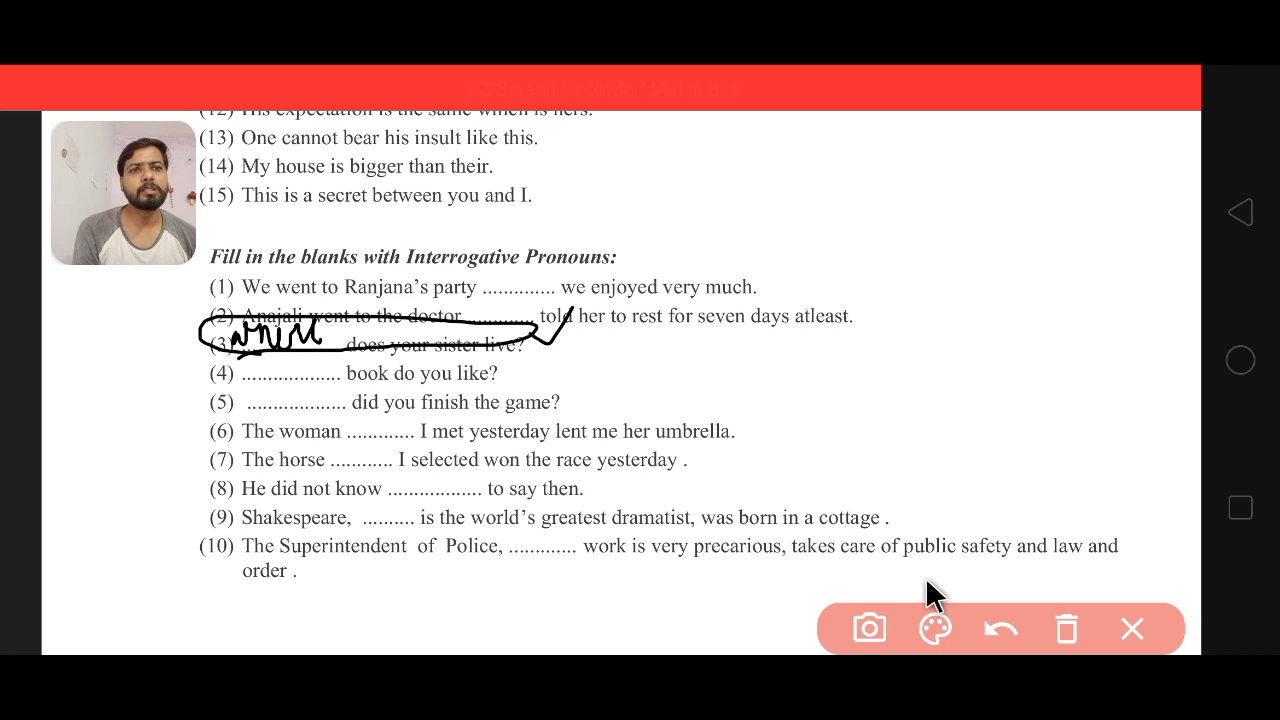 (12) His expectation is the same which is hers.
(13) One cannot bear his insult like this.
(14) My house is bigger than their.
(15) This is a secret between you and I.
Fill in the blanks with Interrogative Pronouns:
(1) We went to Ranjana's party .............. we enjoyed very much.
(2) Anajali went to the doctor ............. told her to rest for seven days atleast.
(3) ... does your sister live?
(4) ................... book do you like?
(5) ................... did you finish the game?
(6) The woman ............. I met yesterday lent me her umbrella.
(7) The horse ............ I selected won the race yesterday .
(8) He did not know .................. to say then.
(9) Shakespeare, .......... is the world's greatest dramatist, was born in a cottage .
(10) The Superintendent of Police, ............. work is very precarious, takes care of public safety and law and
order .